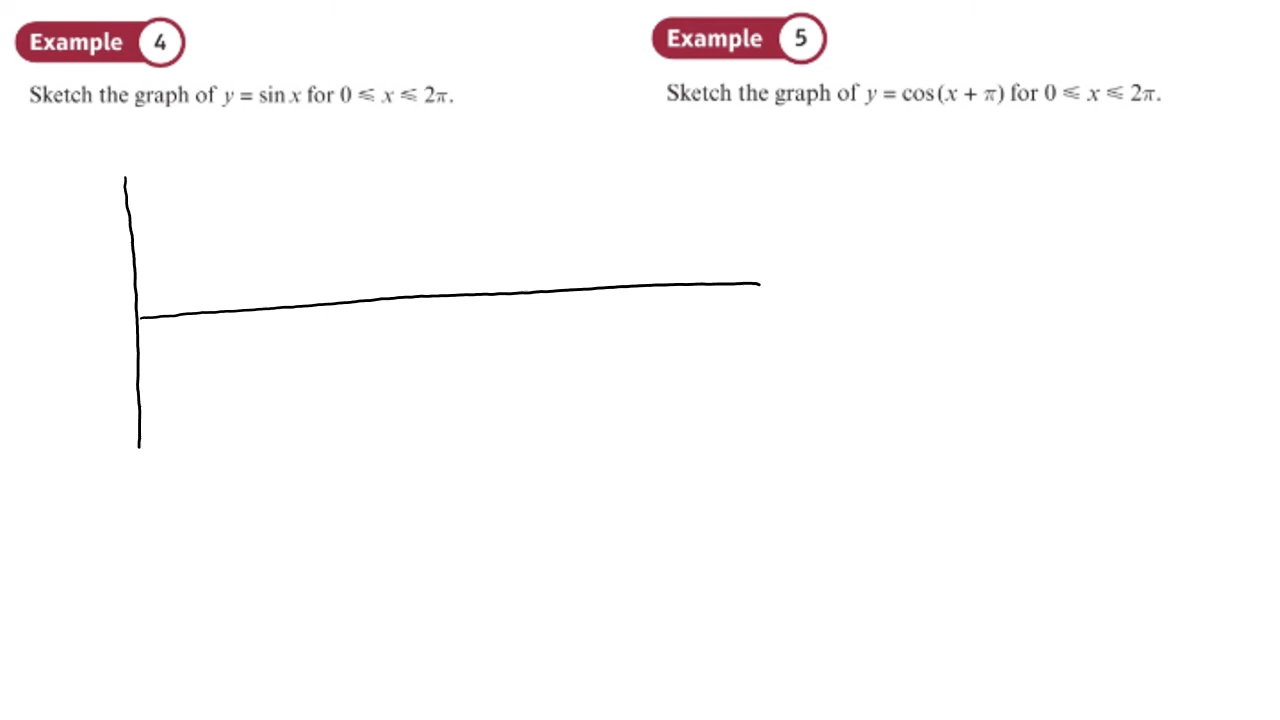 Example 4
Sketch the graph of y = sin x for 0 ⩽ x ⩽ 2π.
Example 5
Sketch the graph of y = cos(x + π) for 0 ⩽ x ⩽ 2π.